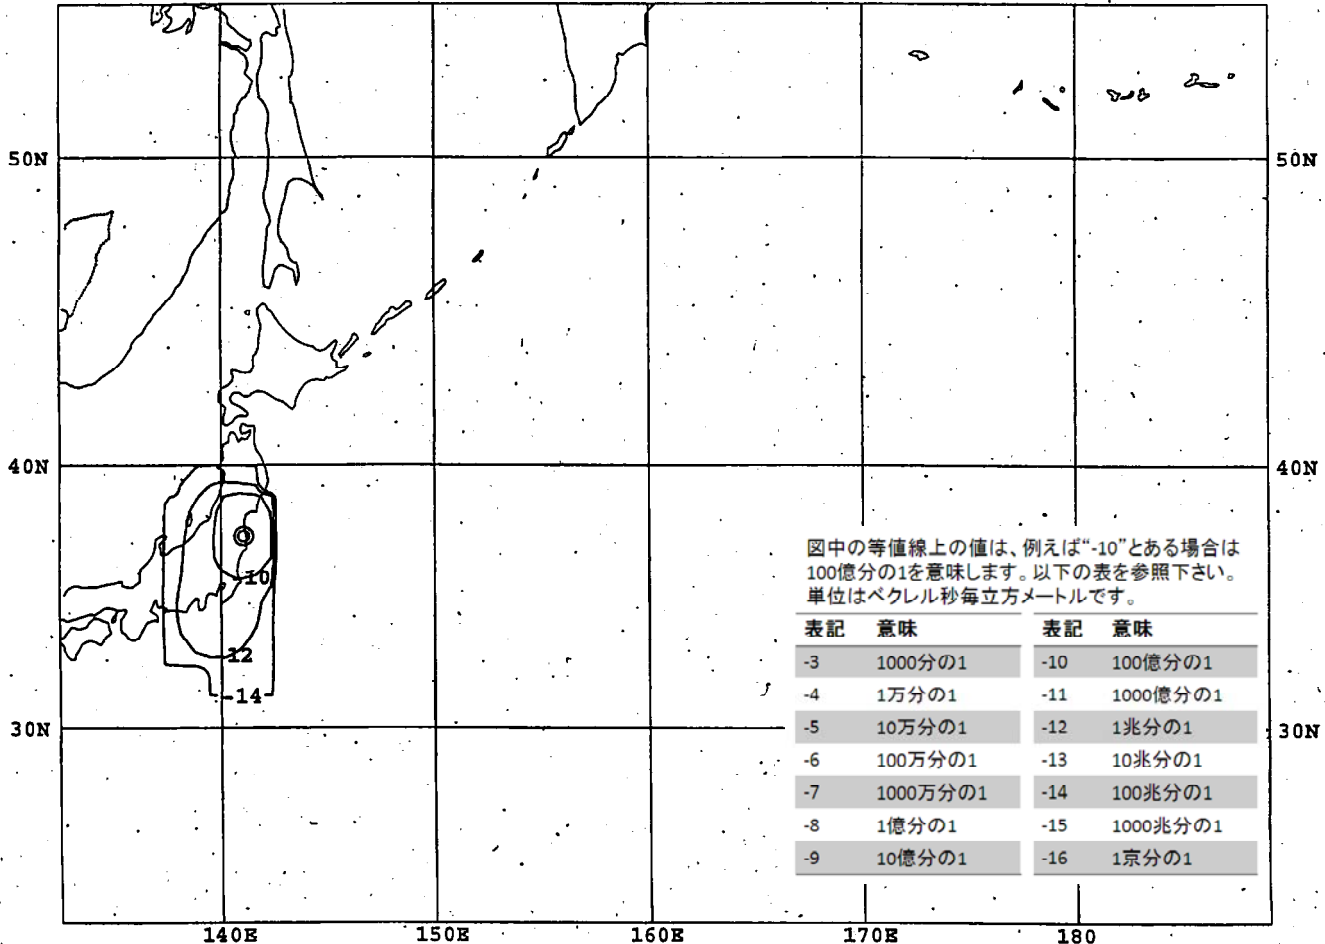 50N
50N
40N
40N
図中の等値線上の値は、例えば“-10”とある場合は
100億分の1を意味します。以下の表を参照下さい。
単位はベクレル秒毎立方メートルです。
-10
12
-14
表記 意味 表記 意味
-3 1000分の1 -10 100億分の1
-4 1万分の1 -11 1000億分の1
-5 10万分の1 -12 1兆分の1
-6 100万分の1 -13 10兆分の1
-7 1000万分の1 -14 100兆分の1
-8 1億分の1 -15 1000兆分の1
-9 10億分の1 -16 1京分の1
30N
30N
140E 150E 160E 170E 180